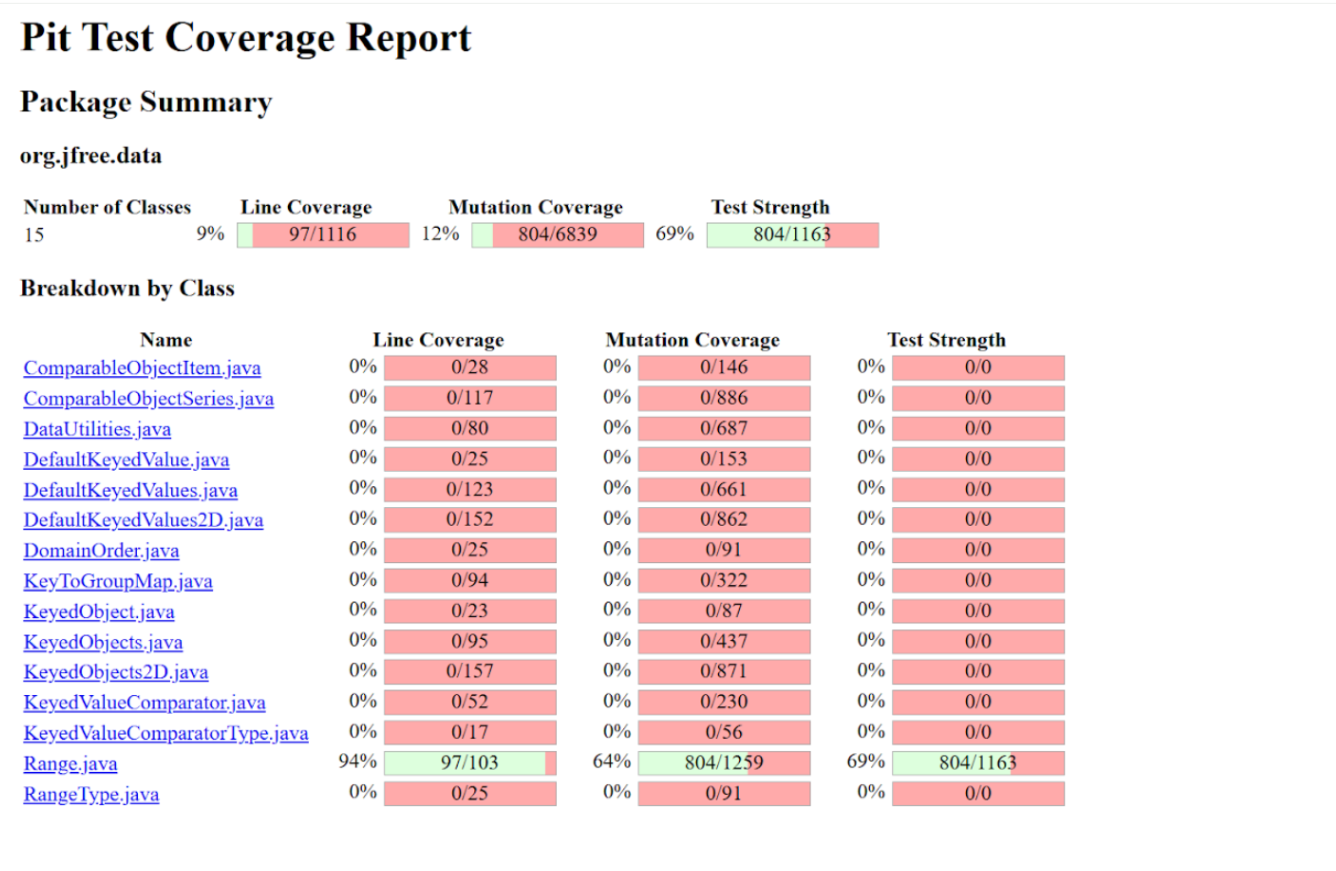 Pit Test Coverage Report
Package Summary
org.jfree.data
Number of Classes Line Coverage Mutation Coverage Test Strength
15 9% 97/1116 12% 804/6839 69% 804/1163
Breakdown by Class
Name Line Coverage Mutation Coverage Test Strength
ComparableObjectItem.java 0% 0/28 0% 0/146 0% 0/0
ComparableObjectSeries.java 0% 0/117 0% 0/886 0% 0/0
DataUtilities.java 0% 0/80 0% 0/687 0% 0/0
DefaultKeyedValue.java 0% 0/25 0% 0/153 0% 0/0
DefaultKeyedValues.java 0% 0/123 0% 0/661 0% 0/0
DefaultKeyedValues2D.java 0% 0/152 0% 0/862 0% 0/0
DomainOrder.java 0% 0/25 0% 0/91 0% 0/0
KeyToGroupMap.java 0% 0/94 0% 0/322 0% 0/0
KeyedObject.java 0% 0/23 0% 0/87 0% 0/0
KeyedObjects.java 0% 0/95 0% 0/437 0% 0/0
KeyedObjects2D.java 0% 0/157 0% 0/871 0% 0/0
KeyedValueComparator.java 0% 0/52 0% 0/230 0% 0/0
KeyedValueComparatorType.java 0% 0/17 0% 0/56 0% 0/0
Range.java 94% 97/103 64% 804/1259 69% 804/1163
RangeType.java 0% 0/25 0% 0/91 0% 0/0